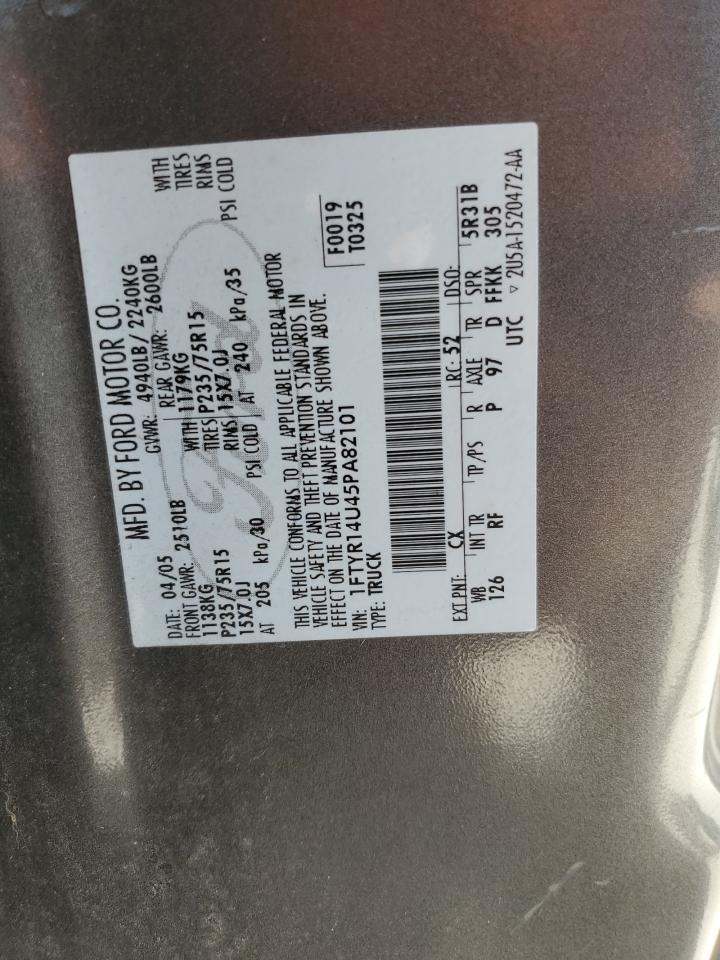 MFD. BY FORD MOTOR CO.
DATE: 04/05 GVWR: 4940LB / 2240KG
FRONT GAWR: 2510LB REAR GAWR: 2600LB
1138KG WITH 1179KG WITH
P235/75R15 TIRES P235/75R15 TIRES
15X7.0J RIMS 15X7.0J RIMS
AT 205 kPa/30 PSI COLD AT 240 kPa/35 PSI COLD
THIS VEHICLE CONFORMS TO ALL APPLICABLE FEDERAL MOTOR
VEHICLE SAFETY AND THEFT PREVENTION STANDARDS IN
EFFECT ON THE DATE OF MANUFACTURE SHOWN ABOVE.
VIN: 1FTYR14U45PA82101 F0019
TYPE: TRUCK T0325
EXT PNT: CX RC: 52 DSO:
WB INT TR TP/PS R AXLE TR SPR 5R31B
126 RF P 97 D FFKK 305
UTC ▽ 2U5A-1520472-AA
Ford